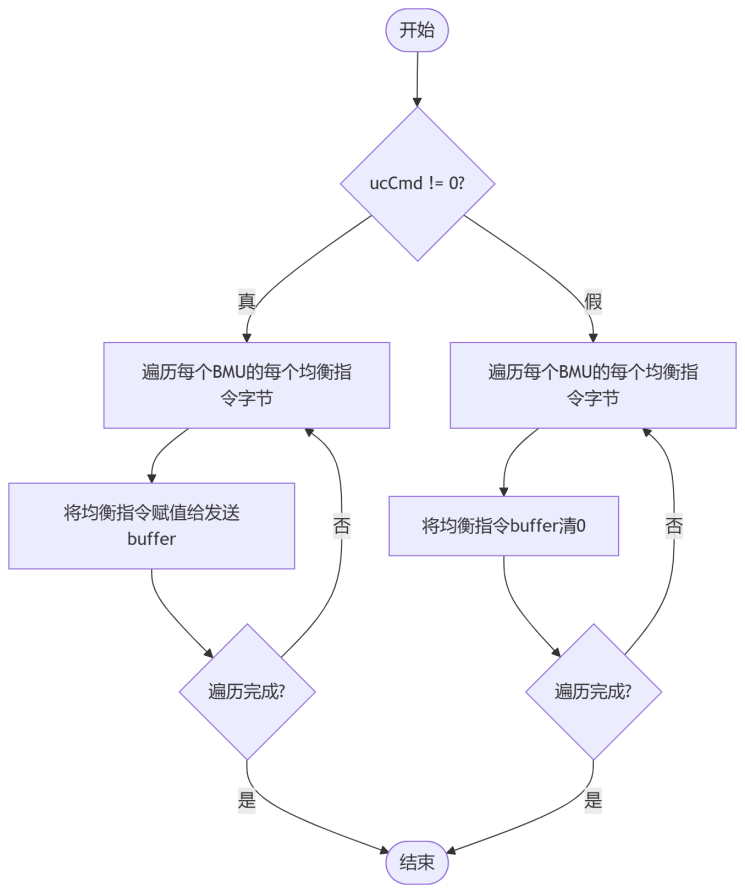 开始
ucCmd != 0?
真
假
遍历每个BMU的每个均衡指
令字节
遍历每个BMU的每个均衡指
令字节
将均衡指令赋值给发送
buffer
否
将均衡指令buffer清0
否
遍历完成?
遍历完成?
是
是
结束